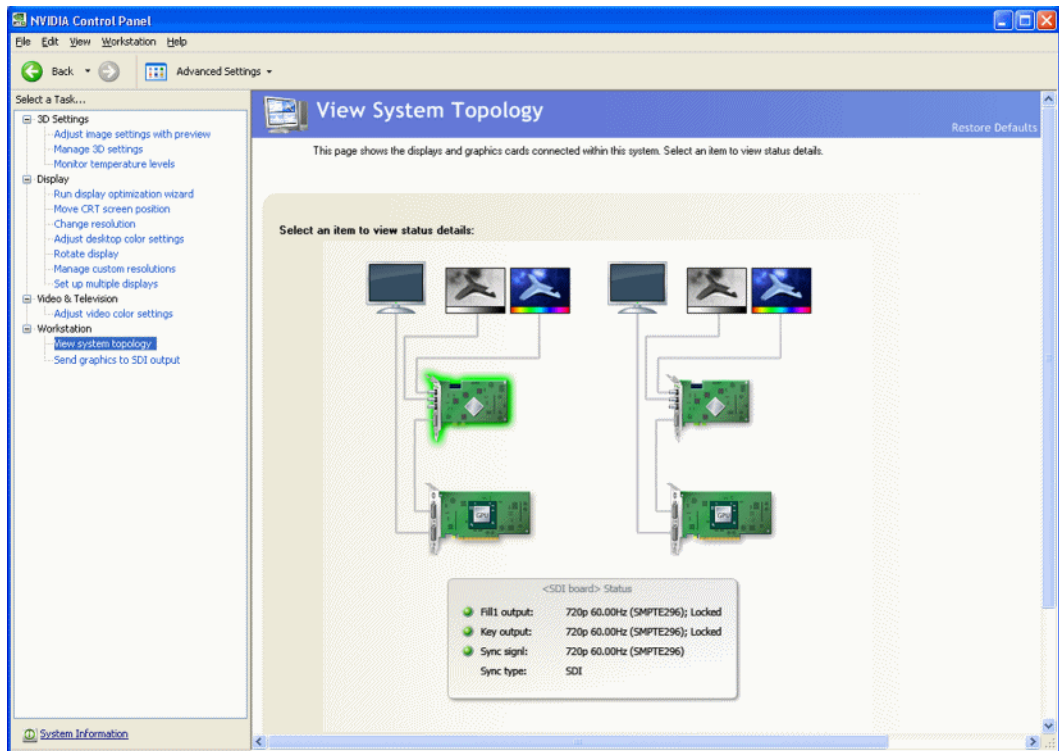 NVIDIA Control Panel
File Edit View Workstation Help
Back Advanced Settings
Select a Task...
3D Settings
Adjust image settings with preview
Manage 3D settings
Monitor temperature levels
Display
Run display optimization wizard
Move CRT screen position
Change resolution
Adjust desktop color settings
Rotate display
Manage custom resolutions
Set up multiple displays
Video & Television
Adjust video color settings
Workstation
View system topology
Send graphics to SDI output
System Information
View System Topology
Restore Defaults
This page shows the displays and graphics cards connected within this system. Select an item to view status details.
Select an item to view status details:
GPU GPU
<SDI board> Status
Fill1 output: 720p 60.00Hz (SMPTE296); Locked
Key output: 720p 60.00Hz (SMPTE296); Locked
Sync signl: 720p 60.00Hz (SMPTE296)
Sync type: SDI